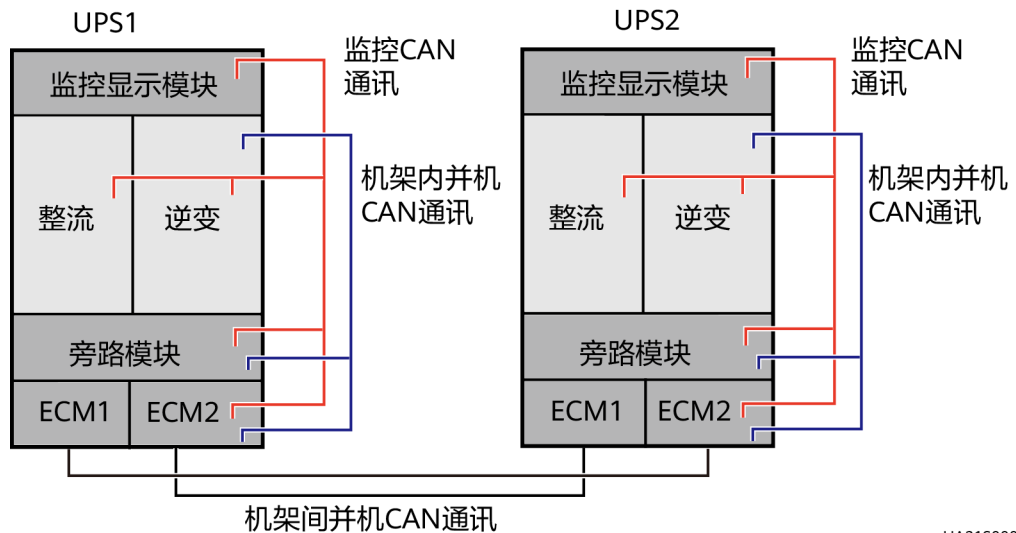 UPS1
UPS2
监控显示模块
监控CAN
通讯
监控显示模块
监控CAN
通讯
整流
逆变
机架内并机
CAN通讯
整流
逆变
机架内并机
CAN通讯
旁路模块
旁路模块
ECM1
ECM2
ECM1
ECM2
机架间并机CAN通讯